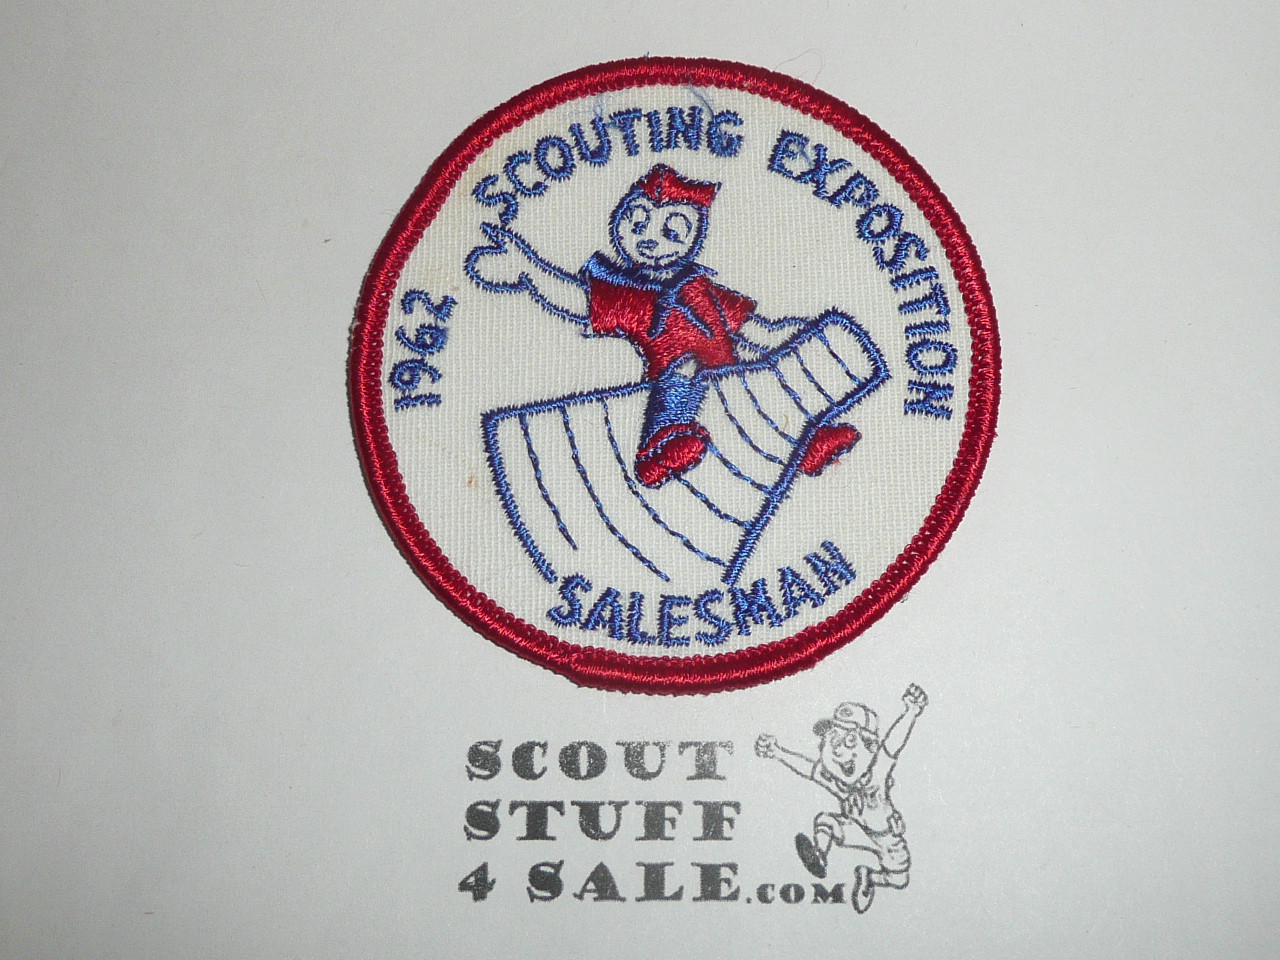 1962 SCOUTING EXPOSITION
SALESMAN
SCOUT
STUFF
4 SALE.COM